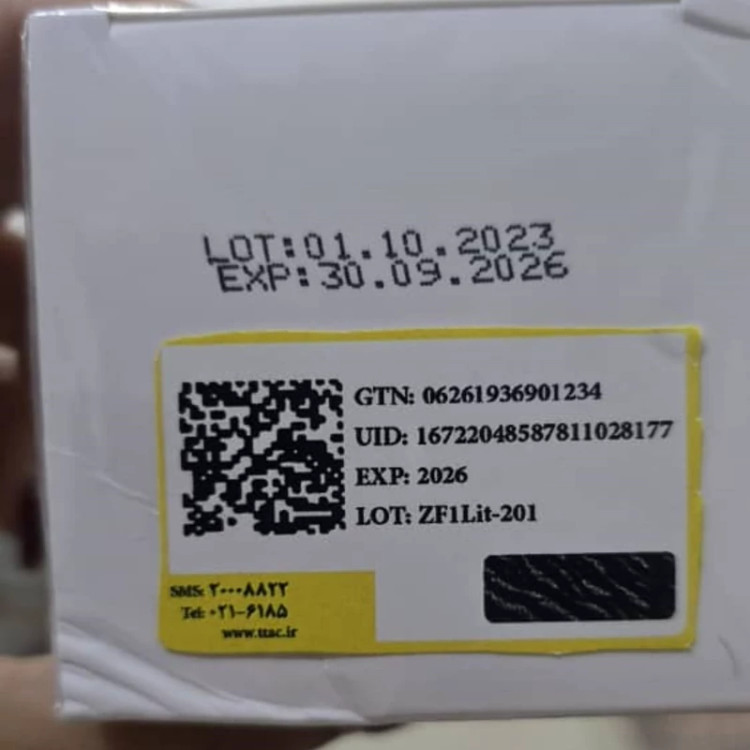 LOT:01.10.2023
EXP:30.09.2026
GTN: 06261936901234
UID: 16722048587811028177
EXP: 2026
LOT: ZF1Lit-201
SMS: ۲۰۰۰۸۸۲۲
Tel: ۰۲۱-۶۱۸۵
www.ttac.ir